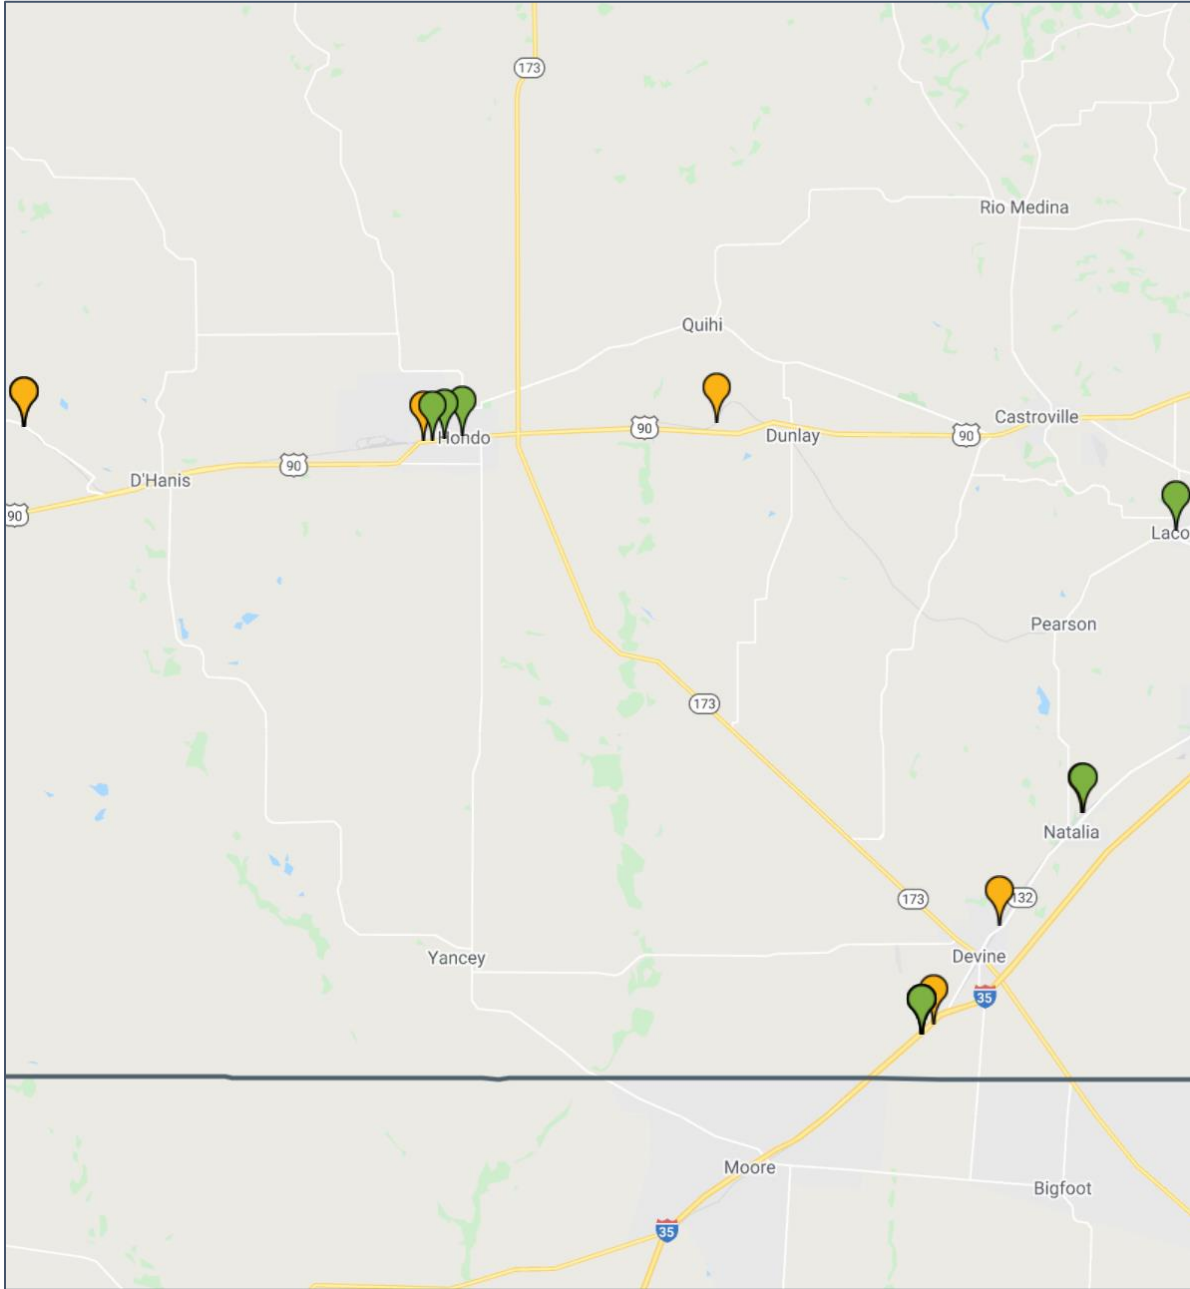 173
Rio Medina
Quihi
Castroville
90
90
Hondo
Dunlay
90
D'Hanis
90
Laco
Pearson
173
Natalia
173
132
Devine
Yancey
35
Moore
Bigfoot
35